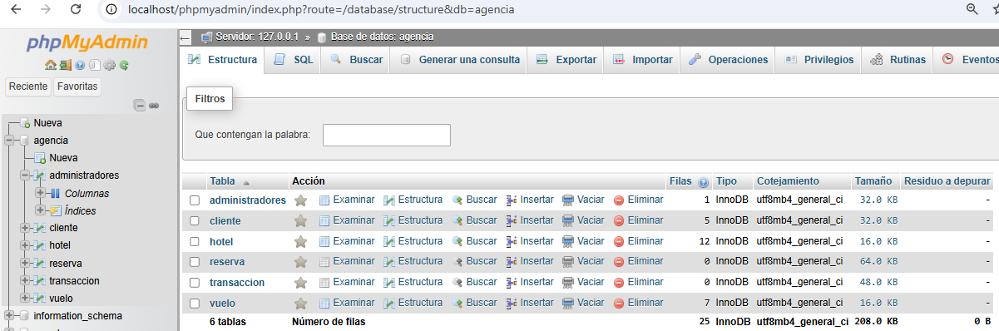 localhost/phpmyadmin/index.php?route=/database/structure&db=agencia
phpMyAdmin
Reciente Favoritas
Nueva
agencia
Nueva
administradores
Columnas
Índices
cliente
hotel
reserva
transaccion
vuelo
information_schema
Servidor: 127.0.0.1 » Base de datos: agencia
Estructura SQL Buscar Generar una consulta Exportar Importar Operaciones Privilegios Rutinas Eventos
Filtros
Que contengan la palabra:
Tabla Acción Filas Tipo Cotejamiento Tamaño Residuo a depurar
administradores Examinar Estructura Buscar Insertar Vaciar Eliminar 1 InnoDB utf8mb4_general_ci 32.0 KB -
cliente Examinar Estructura Buscar Insertar Vaciar Eliminar 5 InnoDB utf8mb4_general_ci 32.0 KB -
hotel Examinar Estructura Buscar Insertar Vaciar Eliminar 12 InnoDB utf8mb4_general_ci 16.0 KB -
reserva Examinar Estructura Buscar Insertar Vaciar Eliminar 0 InnoDB utf8mb4_general_ci 64.0 KB -
transaccion Examinar Estructura Buscar Insertar Vaciar Eliminar 0 InnoDB utf8mb4_general_ci 48.0 KB -
vuelo Examinar Estructura Buscar Insertar Vaciar Eliminar 7 InnoDB utf8mb4_general_ci 16.0 KB -
6 tablas Número de filas 25 InnoDB utf8mb4_general_ci 208.0 KB 0 B